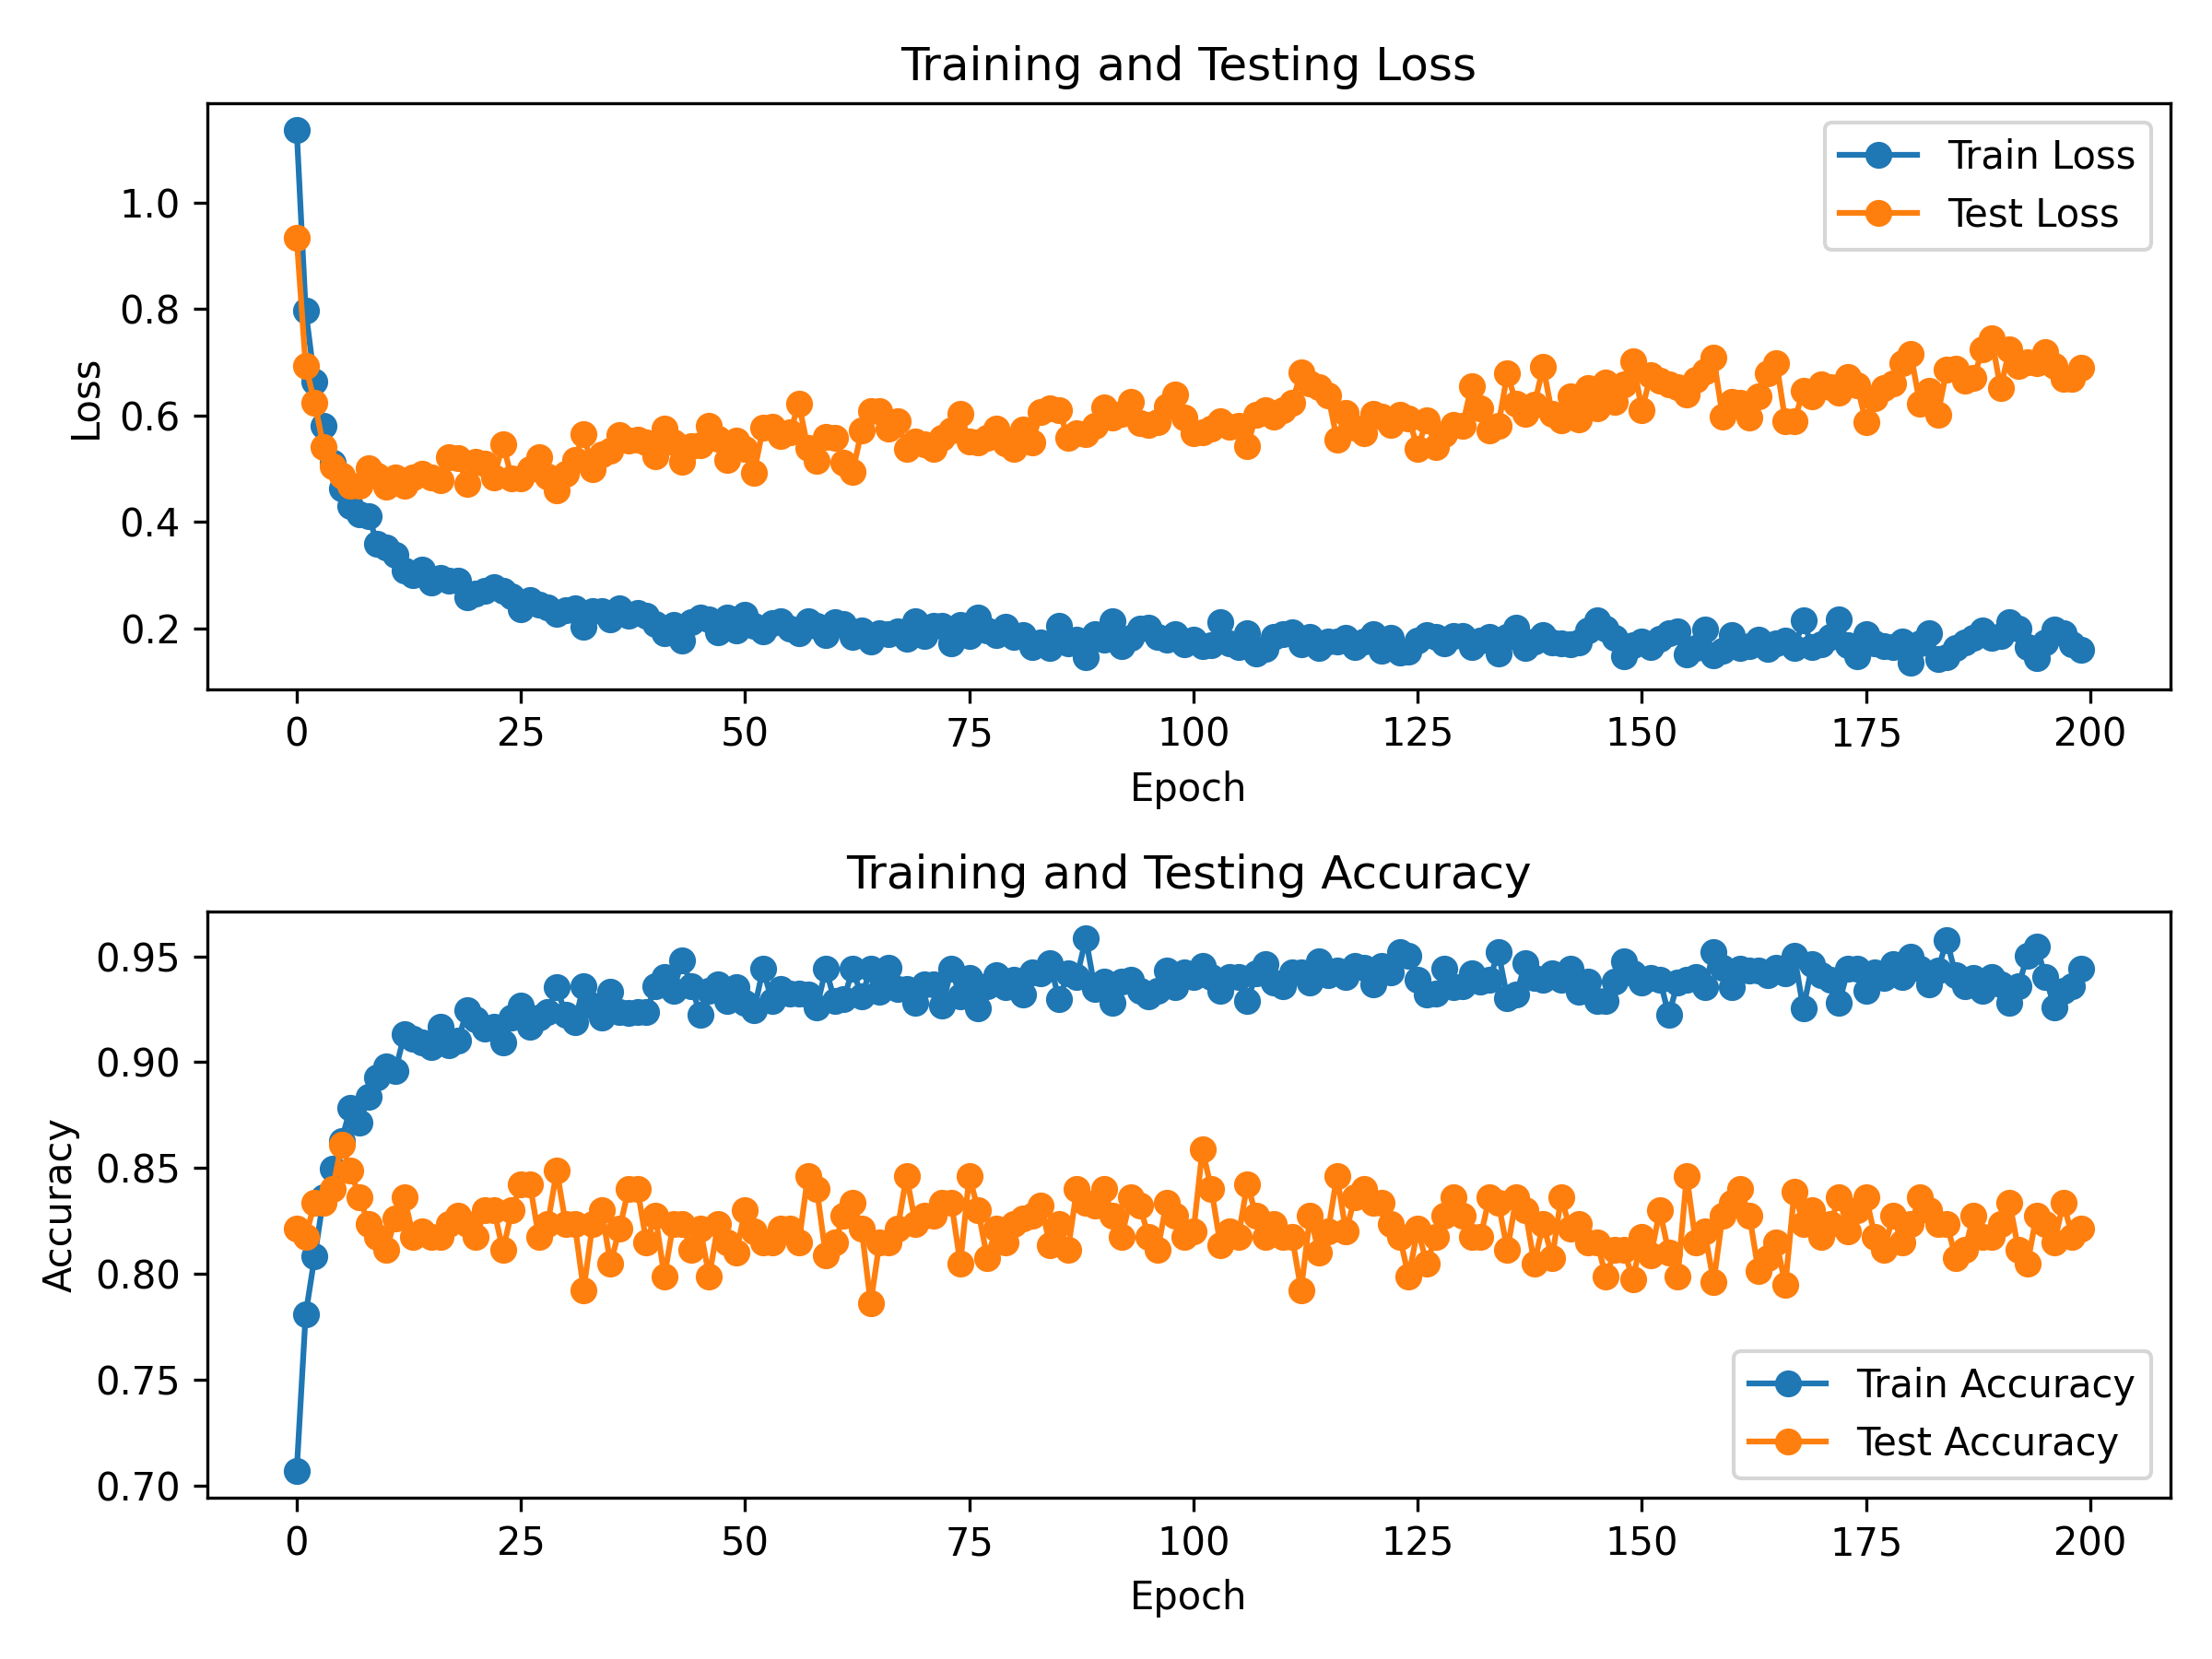 Training and Testing Loss
Train Loss
Test Loss
1.0
0.8
0.6
0.4
0.2
Loss
0 25 50 75 100 125 150 175 200
Epoch
Training and Testing Accuracy
0.95
0.90
0.85
0.80
0.75
0.70
Accuracy
Train Accuracy
Test Accuracy
0 25 50 75 100 125 150 175 200
Epoch